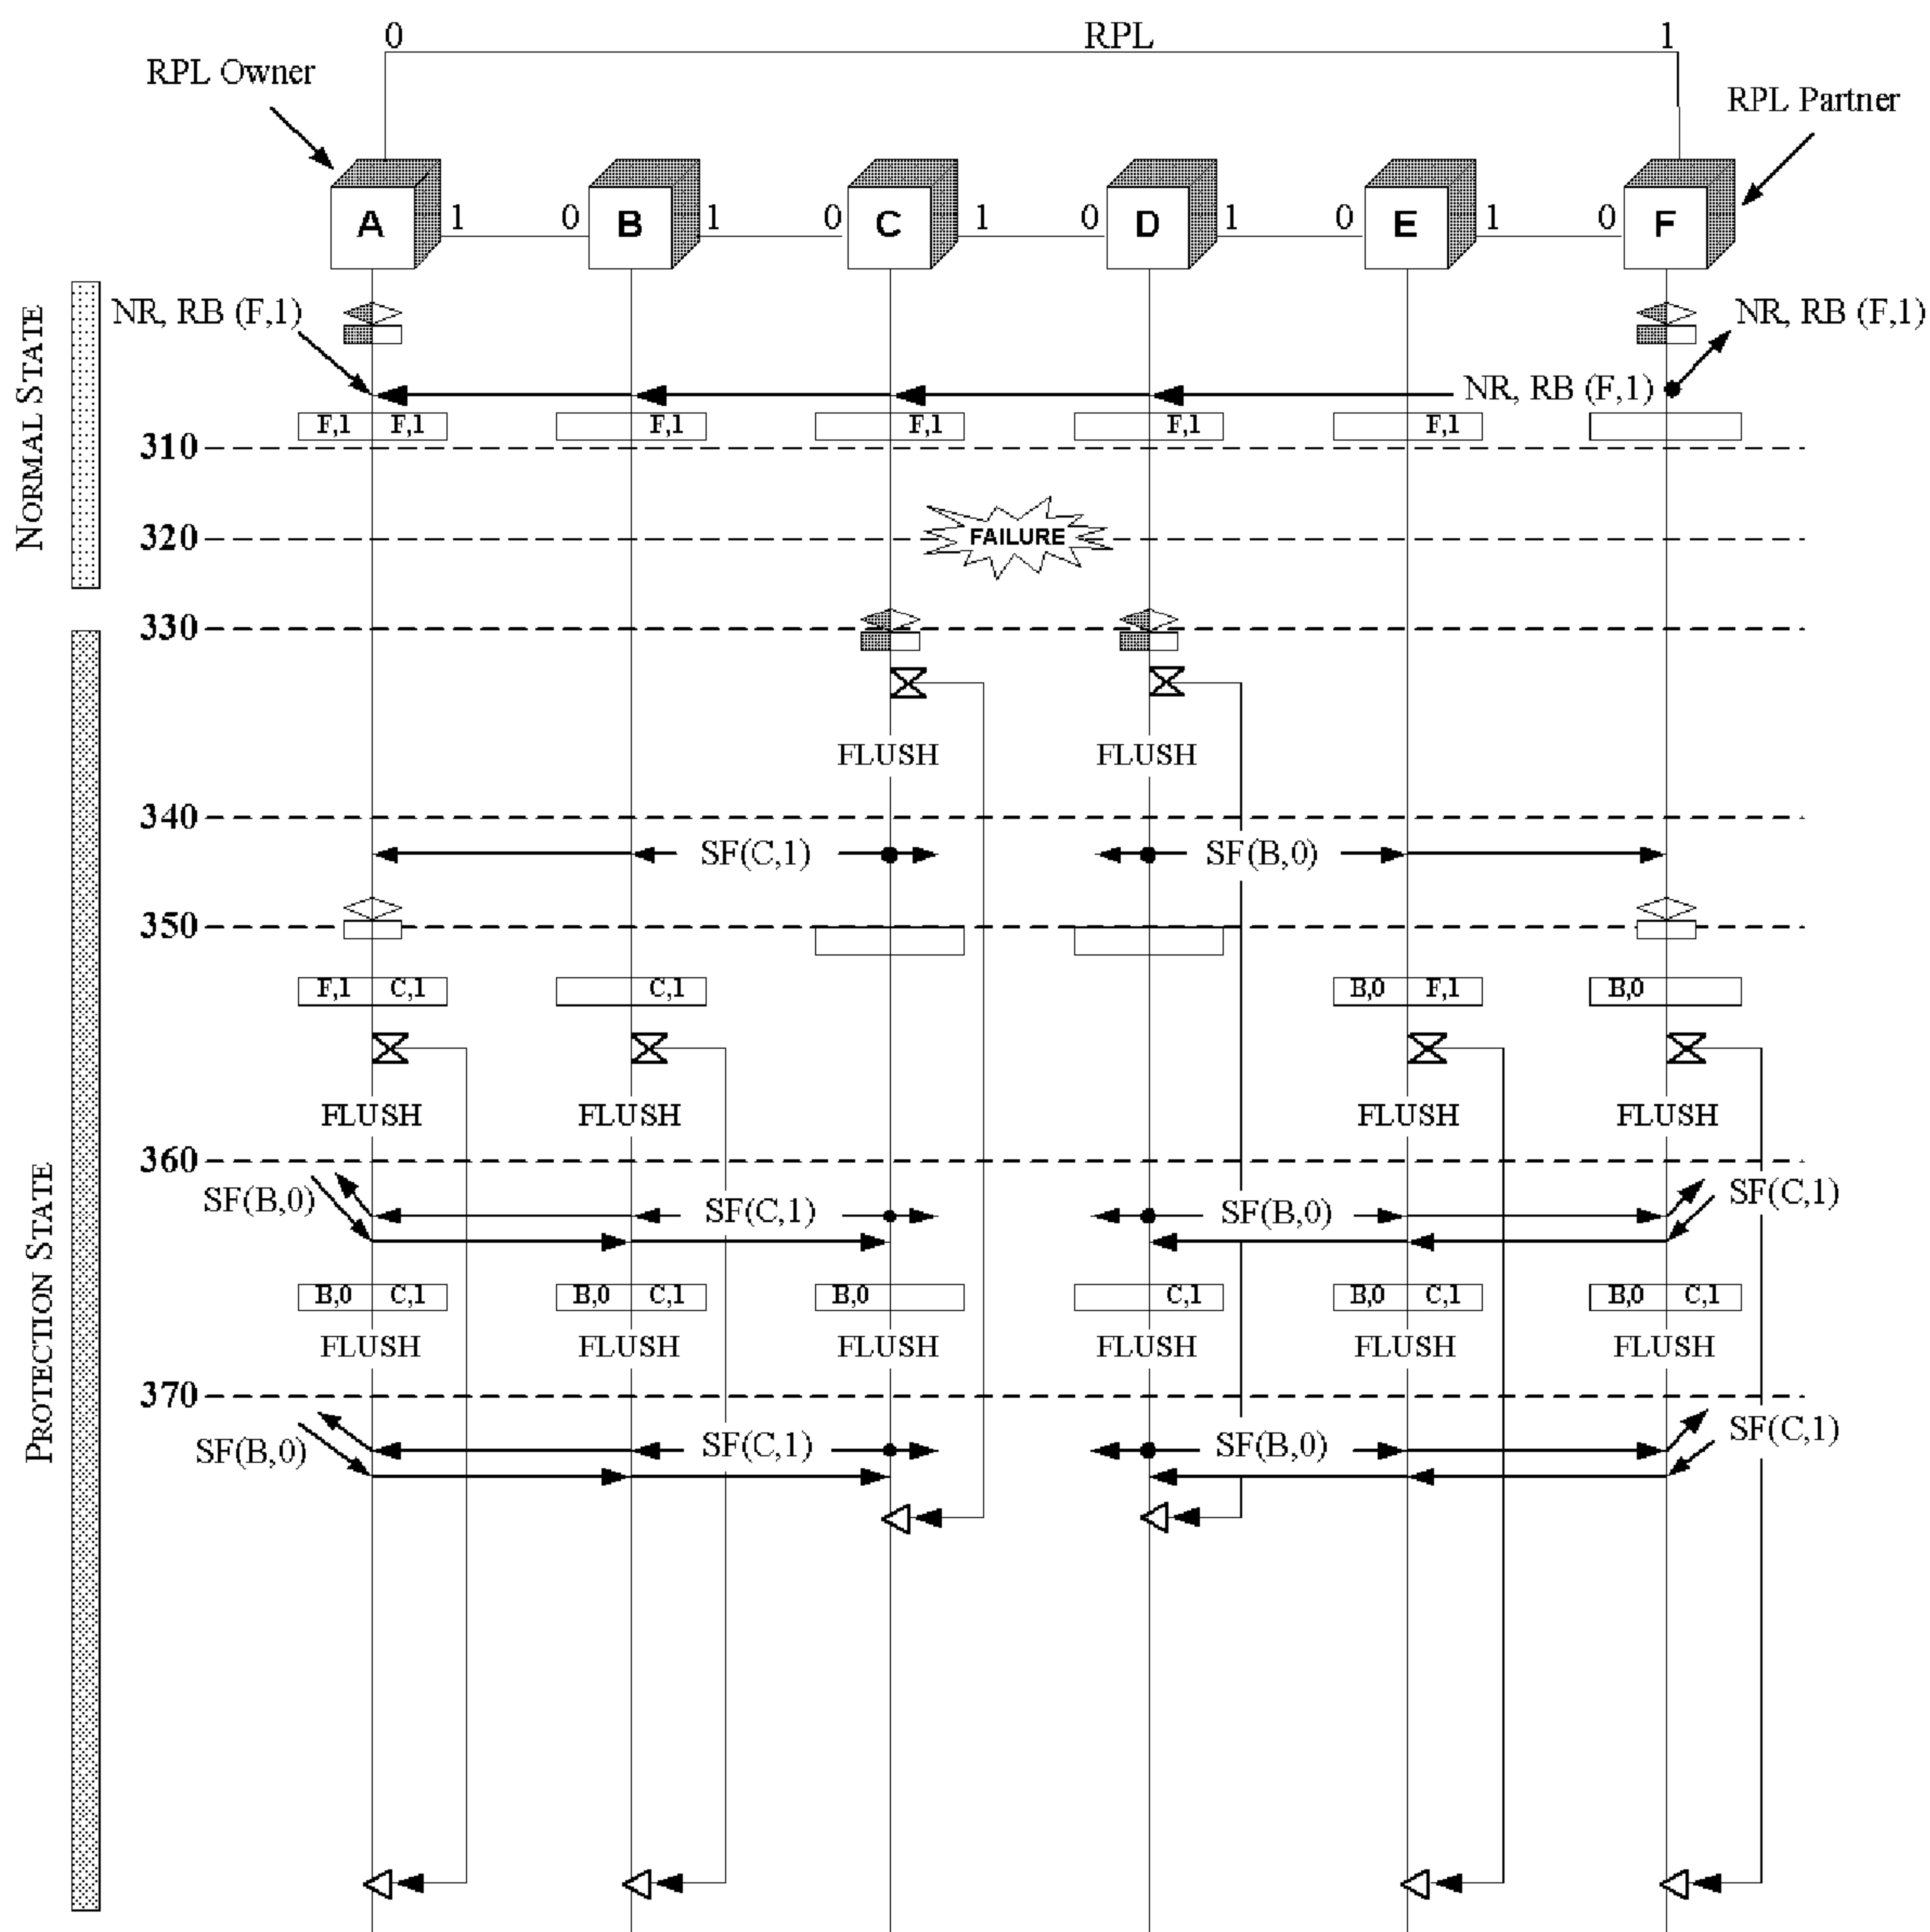 0 RPL 1
RPL Owner
RPL Partner
A 1 0 B 1 0 C 1 0 D 1 0 E 1 0 F
NORMAL STATE
NR, RB (F,1) NR, RB (F,1)
NR, RB (F,1)
F,1 F,1 F,1 F,1 F,1 F,1
310
320 FAILURE
330
FLUSH FLUSH
340
SF(C,1) SF(B,0)
350
F,1 C,1 C,1 B,0 F,1 B,0
FLUSH FLUSH FLUSH FLUSH
PROTECTION STATE
360
SF(B,0) SF(C,1) SF(B,0) SF(C,1)
B,0 C,1 B,0 C,1 B,0 C,1 B,0 C,1 B,0 C,1
FLUSH FLUSH FLUSH FLUSH FLUSH FLUSH
370
SF(B,0) SF(C,1) SF(B,0) SF(C,1)